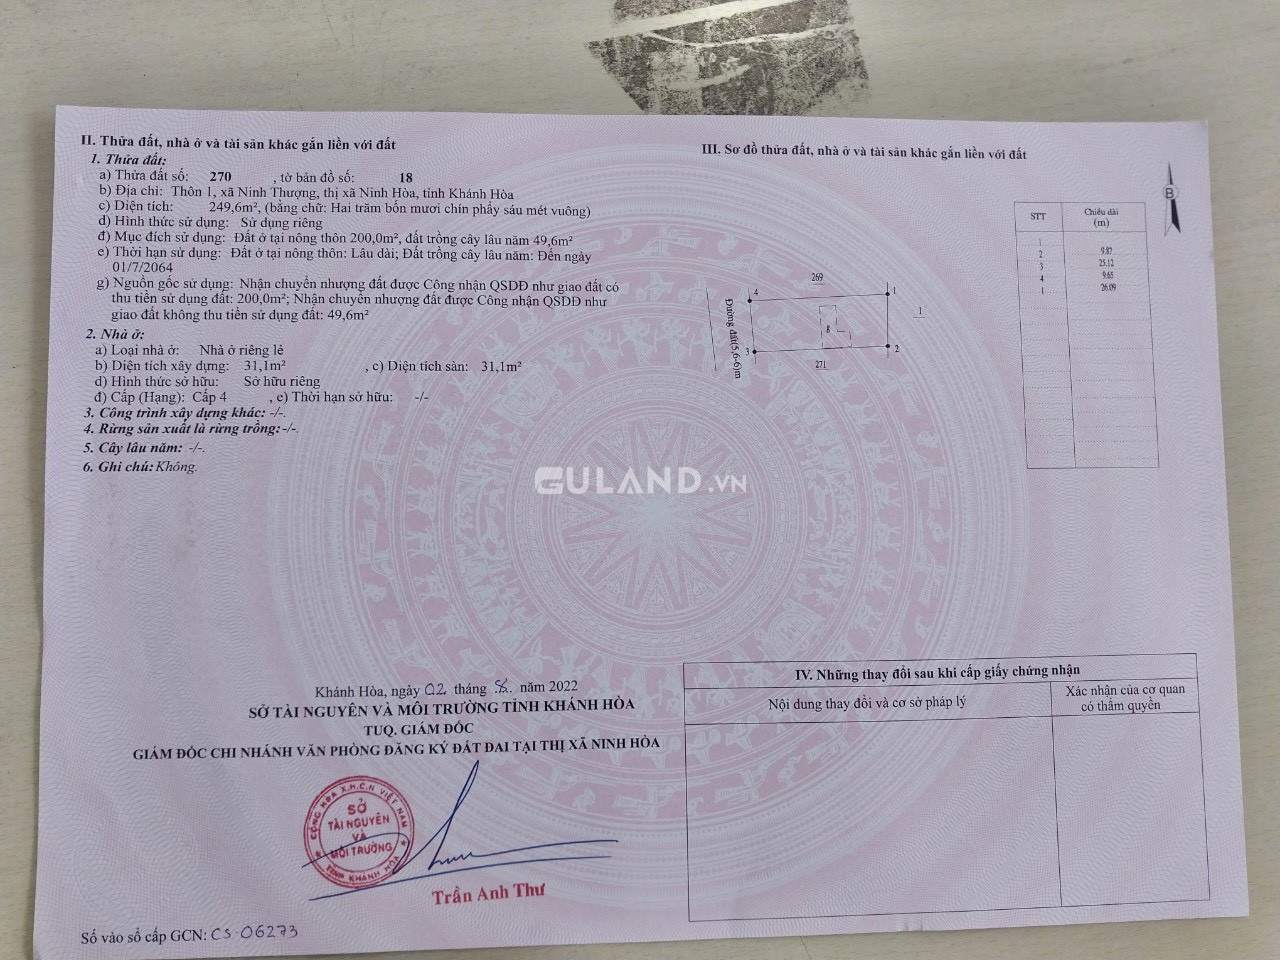 II. Thửa đất, nhà ở và tài sản khác gắn liền với đất
1. Thửa đất:
a) Thửa đất số: 270 , tờ bản đồ số: 18
b) Địa chỉ: Thôn 1, xã Ninh Thượng, thị xã Ninh Hòa, tỉnh Khánh Hòa
c) Diện tích: 249,6m², (bằng chữ: Hai trăm bốn mươi chín phẩy sáu mét vuông)
d) Hình thức sử dụng: Sử dụng riêng
đ) Mục đích sử dụng: Đất ở tại nông thôn 200,0m², đất trồng cây lâu năm 49,6m²
e) Thời hạn sử dụng: Đất ở tại nông thôn: Lâu dài; Đất trồng cây lâu năm: Đến ngày
01/7/2064
g) Nguồn gốc sử dụng: Nhận chuyển nhượng đất được Công nhận QSDĐ như giao đất có
thu tiền sử dụng đất: 200,0m²; Nhận chuyển nhượng đất được Công nhận QSDĐ như
giao đất không thu tiền sử dụng đất: 49,6m²
2. Nhà ở:
a) Loại nhà ở: Nhà ở riêng lẻ
b) Diện tích xây dựng: 31,1m² , c) Diện tích sàn: 31,1m²
d) Hình thức sở hữu: Sở hữu riêng
đ) Cấp (Hạng): Cấp 4 , e) Thời hạn sở hữu: -/-
3. Công trình xây dựng khác: -/-.
4. Rừng sản xuất là rừng trồng:-/-.
5. Cây lâu năm: -/-.
6. Ghi chú: Không.
Khánh Hòa, ngày 02 tháng 8 năm 2022
SỞ TÀI NGUYÊN VÀ MÔI TRƯỜNG TỈNH KHÁNH HÒA
TUQ. GIÁM ĐỐC
GIÁM ĐỐC CHI NHÁNH VĂN PHÒNG ĐĂNG KÝ ĐẤT ĐAI TẠI THỊ XÃ NINH HÒA
CỘNG HÒA X.H.C.N VIỆT NAM
SỞ
TÀI NGUYÊN
VÀ
MÔI TRƯỜNG
TỈNH KHÁNH HÒA
Trần Anh Thư
Số vào sổ cấp GCN: CS-06273
III. Sơ đồ thửa đất, nhà ở và tài sản khác gắn liền với đất
B
STT Chiều dài
(m)
1
2 9.87
3 25.12
4 9.65
1 26.09
269
4
1
1
Đường đất(5,6-6)m
8
3
2
271
GULAND.VN
IV. Những thay đổi sau khi cấp giấy chứng nhận
Nội dung thay đổi và cơ sở pháp lý
Xác nhận của cơ quan
có thẩm quyền